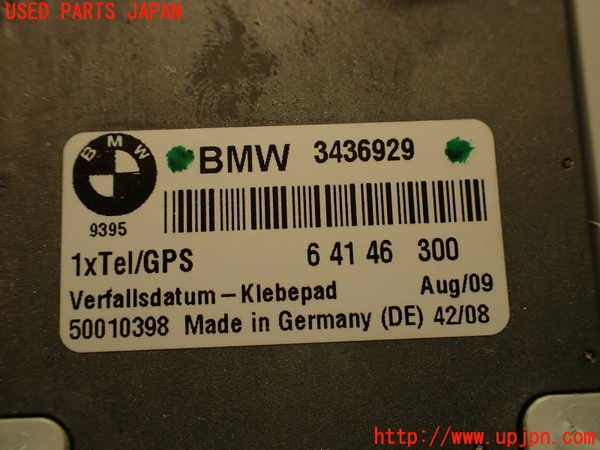 USED PARTS JAPAN
BMW
BMW 3436929
9395
1xTel/GPS 6 41 46 300
Verfallsdatum – Klebepad Aug/09
50010398 Made in Germany (DE) 42/08
http://www.upjpn.com